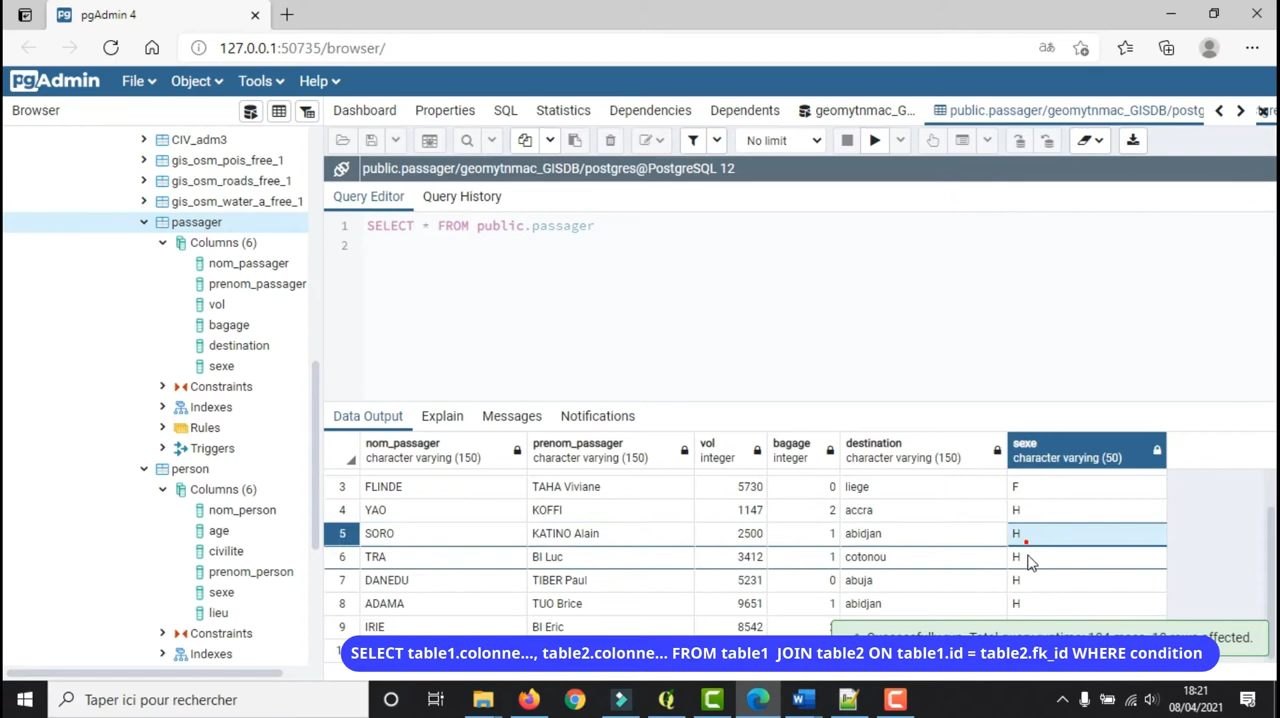 pgAdmin 4
127.0.0.1:50735/browser/
pgAdmin File Object Tools Help
Browser
Dashboard Properties SQL Statistics Dependencies Dependents geomytnmac_G... public.passager/geomytnmac_GISDB/postg
No limit
public.passager/geomytnmac_GISDB/postgres@PostgreSQL 12
Query Editor Query History
1 SELECT * FROM public.passager
2
CIV_adm3
gis_osm_pois_free_1
gis_osm_roads_free_1
gis_osm_water_a_free_1
passager
Columns (6)
nom_passager
prenom_passager
vol
bagage
destination
sexe
Constraints
Indexes
Rules
Triggers
person
Columns (6)
nom_person
age
civilite
prenom_person
sexe
lieu
Constraints
Indexes
Data Output Explain Messages Notifications
nom_passager prenom_passager vol bagage destination sexe
character varying (150) character varying (150) integer integer character varying (150) character varying (50)
3 FLINDE TAHA Viviane 5730 0 liege F
4 YAO KOFFI 1147 2 accra H
5 SORO KATINO Alain 2500 1 abidjan H
6 TRA BI Luc 3412 1 cotonou H
7 DANEDU TIBER Paul 5231 0 abuja H
8 ADAMA TUO Brice 9651 1 abidjan H
9 IRIE BI Eric 8542
SELECT table1.colonne..., table2.colonne... FROM table1 JOIN table2 ON table1.id = table2.fk_id WHERE condition
Taper ici pour rechercher
18:21
08/04/2021